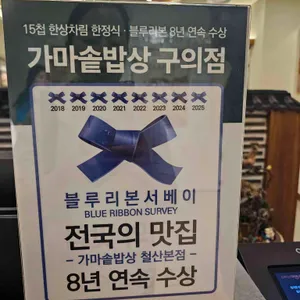 15첩 한상차림 한정식 · 블루리본 8년 연속 수상
가마솥밥상 구의점
2018 2019 2020 2021 2022 2023 2024 2025
블루리본서베이
BLUE RIBBON SURVEY
전국의 맛집
- 가마솥밥상 철산본점 -
8년 연속 수상